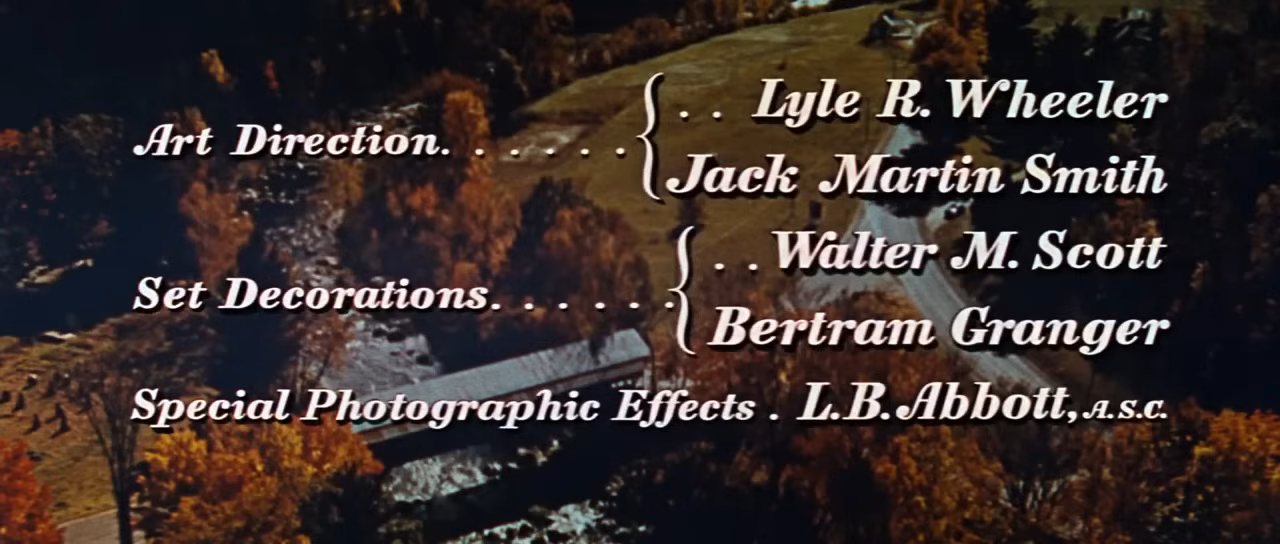 Art Direction. . . . . . { . . Lyle R. Wheeler
Jack Martin Smith
Set Decorations. . . . . . { . . Walter M. Scott
Bertram Granger
Special Photographic Effects . L.B. Abbott, A.S.C.